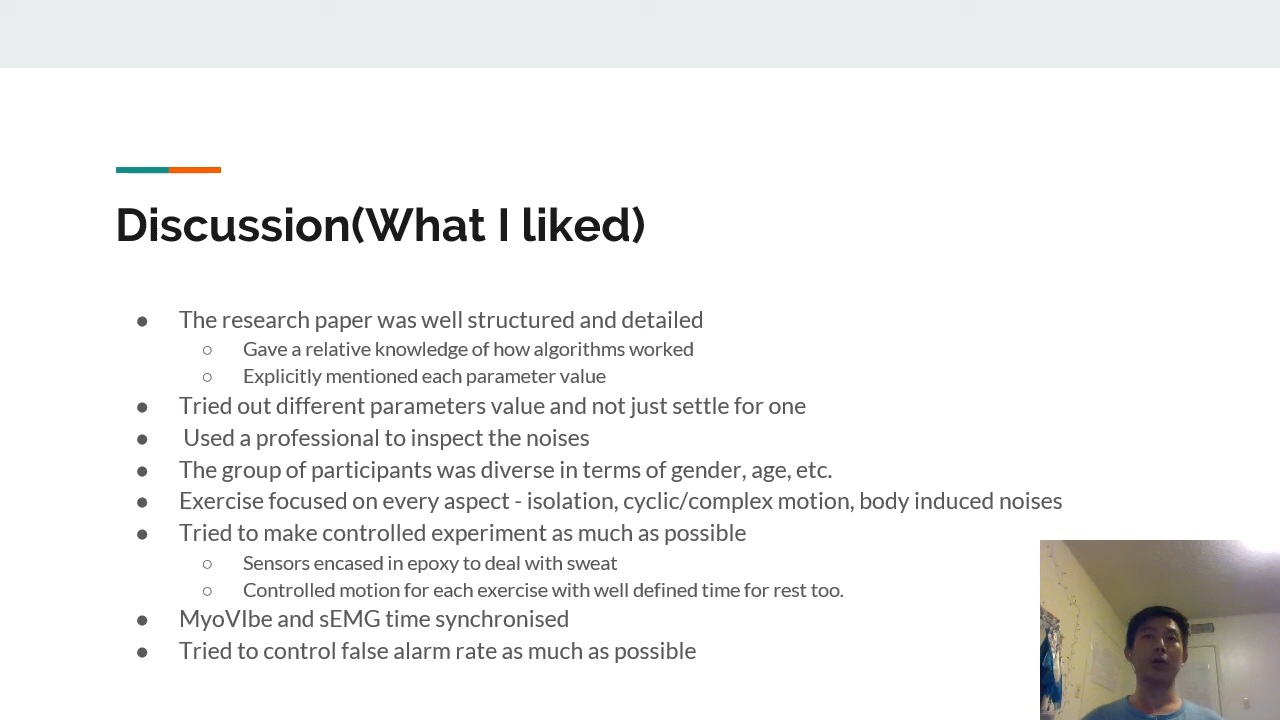 Discussion(What I liked)
● The research paper was well structured and detailed
○ Gave a relative knowledge of how algorithms worked
○ Explicitly mentioned each parameter value
● Tried out different parameters value and not just settle for one
● Used a professional to inspect the noises
● The group of participants was diverse in terms of gender, age, etc.
● Exercise focused on every aspect - isolation, cyclic/complex motion, body induced noises
● Tried to make controlled experiment as much as possible
○ Sensors encased in epoxy to deal with sweat
○ Controlled motion for each exercise with well defined time for rest too.
● MyoVIbe and sEMG time synchronised
● Tried to control false alarm rate as much as possible